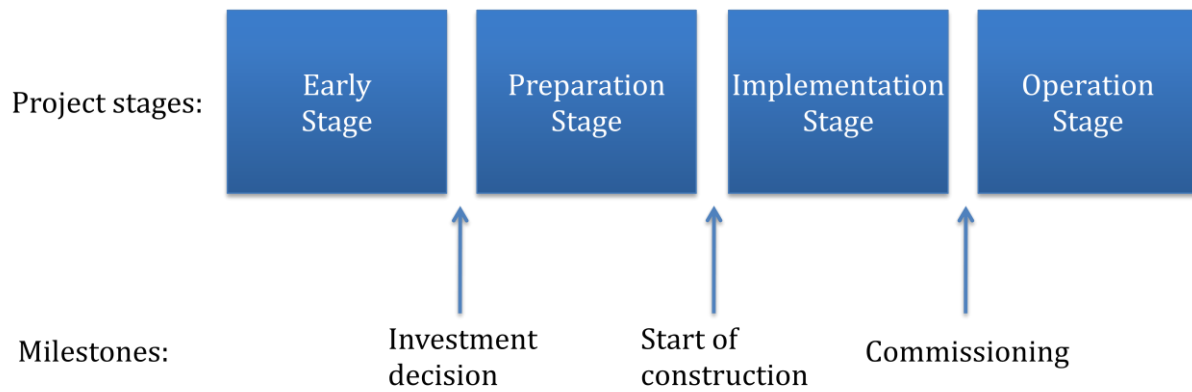 Project stages:
Early
Stage
Preparation
Stage
Implementation
Stage
Operation
Stage
Milestones:
Investment
decision
Start of
construction
Commissioning